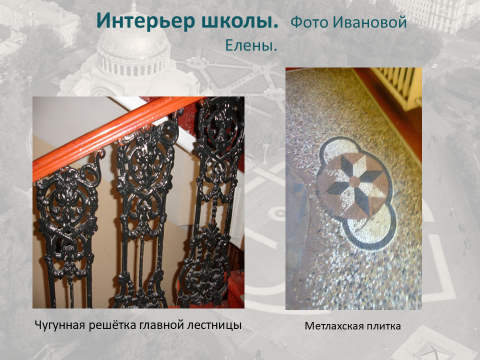 Интерьер школы. Фото Ивановой
Елены.
Чугунная решётка главной лестницы
Метлахская плитка